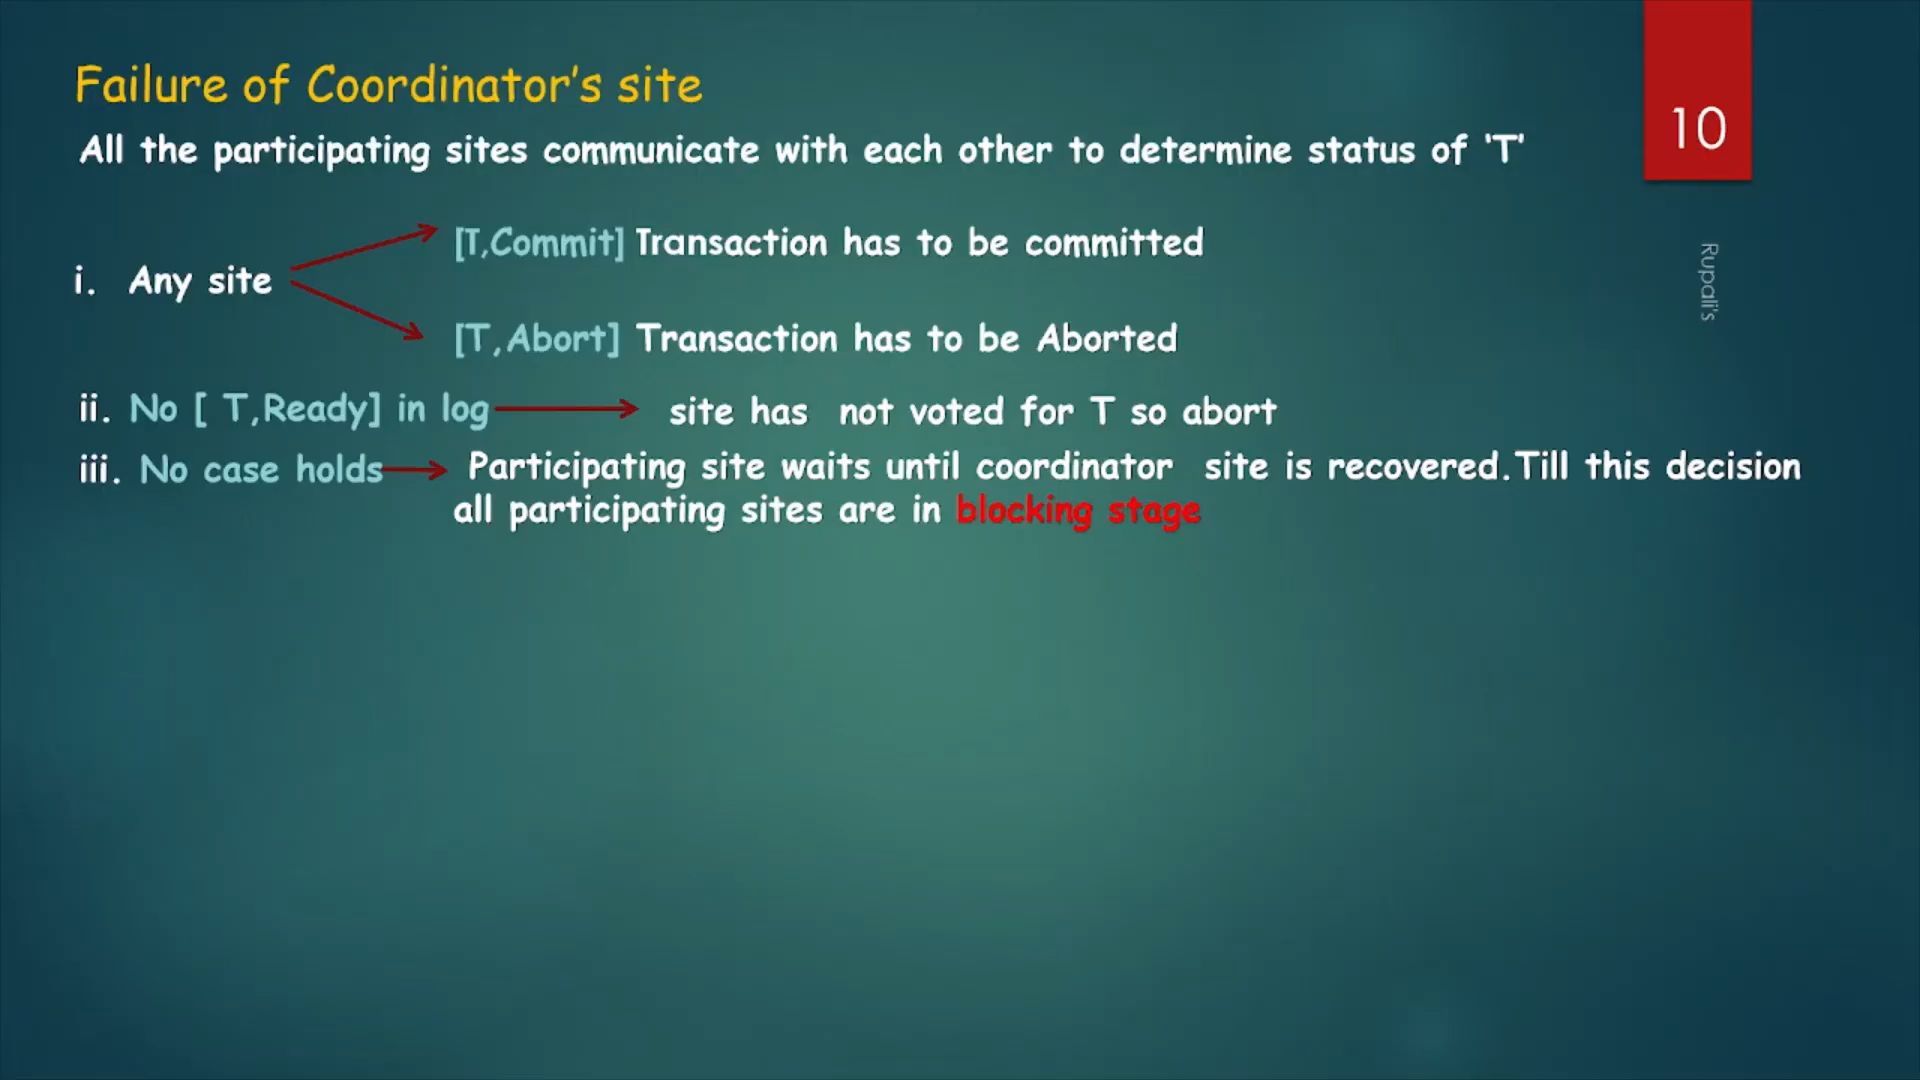 Failure of Coordinator's site
10
All the participating sites communicate with each other to determine status of 'T'
[T,Commit] Transaction has to be committed
i. Any site
[T,Abort] Transaction has to be Aborted
ii. No [ T,Ready] in log site has not voted for T so abort
iii. No case holds Participating site waits until coordinator site is recovered.Till this decision
all participating sites are in blocking stage
Rupali's